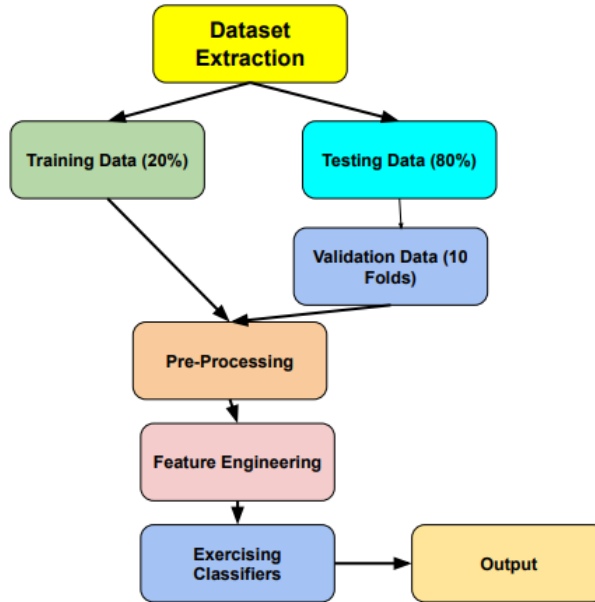 Dataset
Extraction
Training Data (20%)
Testing Data (80%)
Validation Data (10
Folds)
Pre-Processing
Feature Engineering
Exercising
Classifiers
Output